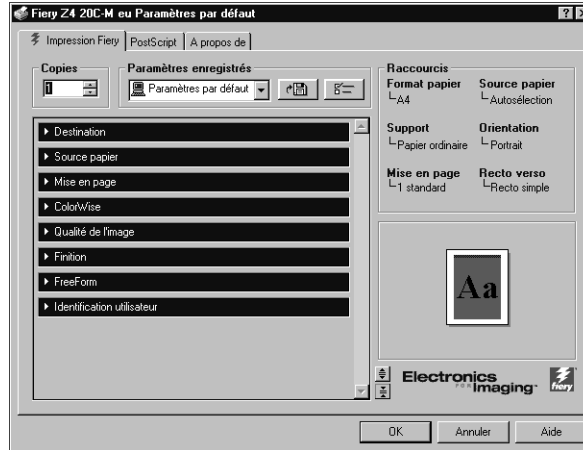 Fiery Z4 20C-M eu Paramètres par défaut
Impression Fiery
PostScript
A propos de
Copies
1
Paramètres enregistrés
Paramètres par défaut
Destination
Source papier
Mise en page
ColorWise
Qualité de l'image
Finition
FreeForm
Identification utilisateur
Raccourcis
Format papier
A4
Source papier
Autosélection
Support
Papier ordinaire
Orientation
Portrait
Mise en page
1 standard
Recto verso
Recto simple
Aa
Electronics
FOR Imaging
fiery
OK
Annuler
Aide